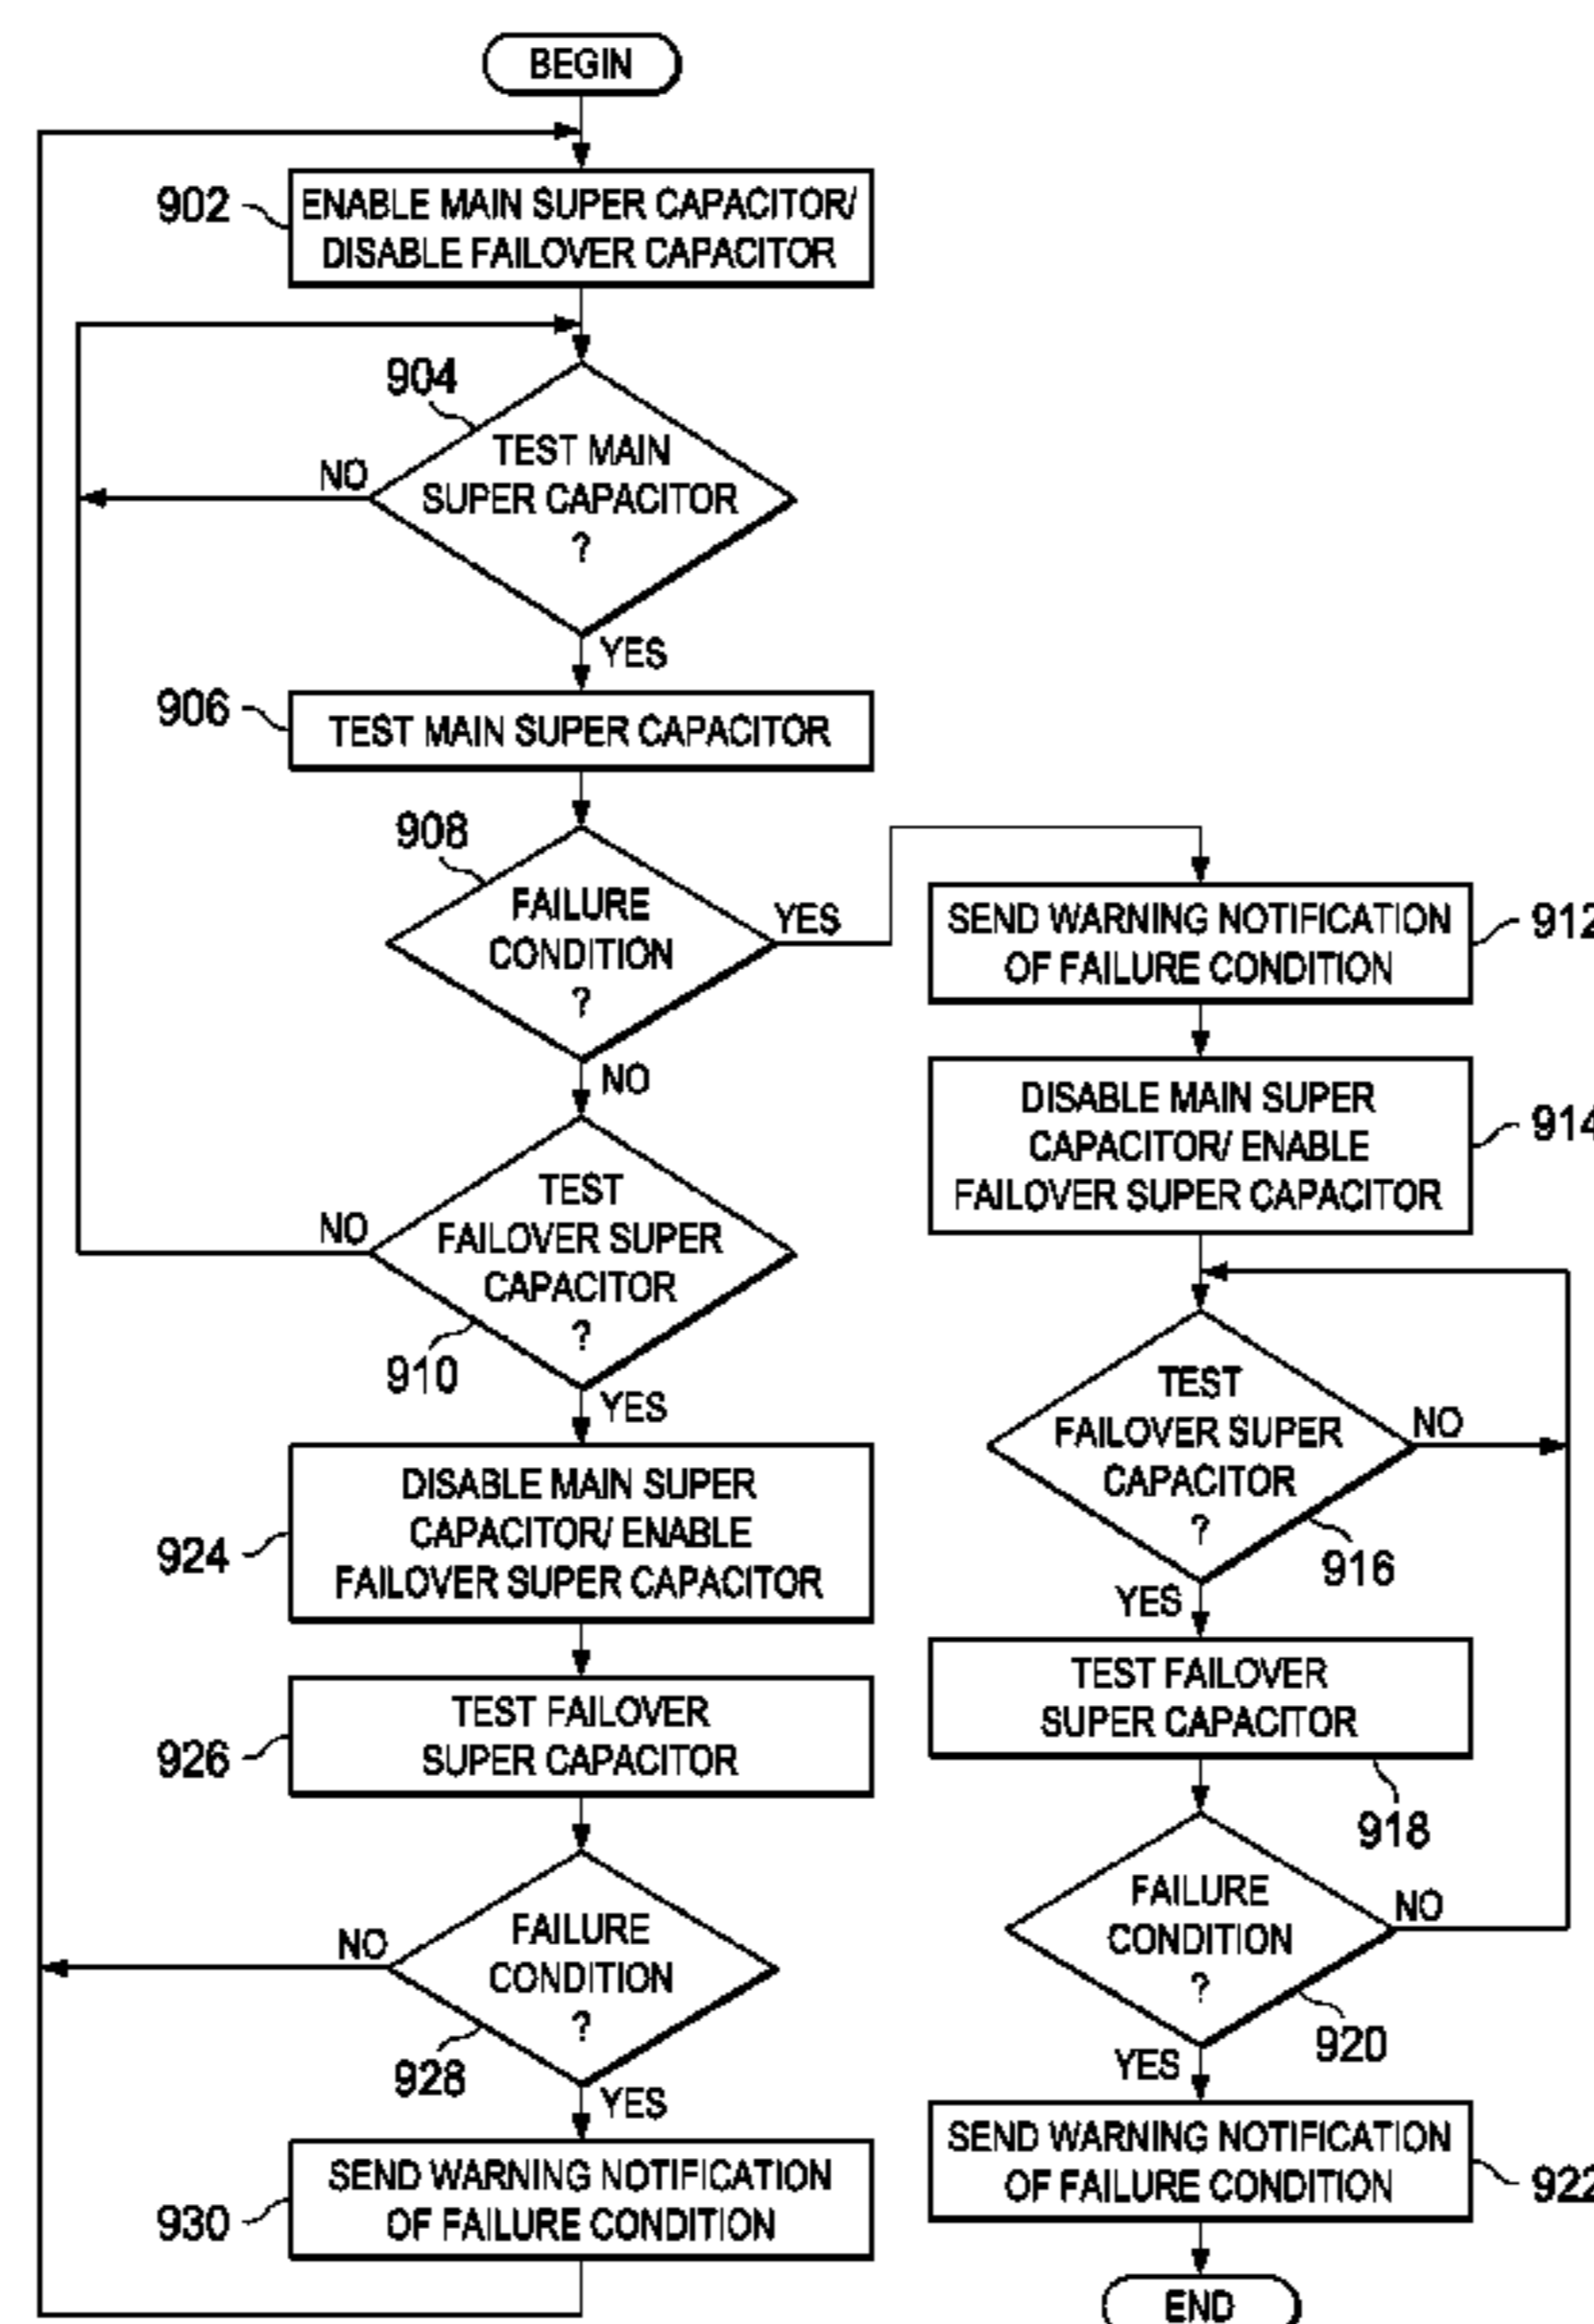 BEGIN
902
ENABLE MAIN SUPER CAPACITOR/
DISABLE FAILOVER CAPACITOR
904
TEST MAIN
SUPER CAPACITOR
?
NO
YES
906
TEST MAIN SUPER CAPACITOR
908
FAILURE
CONDITION
?
YES
NO
TEST
FAILOVER SUPER
CAPACITOR
?
NO
910
YES
924
DISABLE MAIN SUPER
CAPACITOR/ ENABLE
FAILOVER SUPER CAPACITOR
926
TEST FAILOVER
SUPER CAPACITOR
FAILURE
CONDITION
?
NO
928
YES
930
SEND WARNING NOTIFICATION
OF FAILURE CONDITION
SEND WARNING NOTIFICATION
OF FAILURE CONDITION
912
DISABLE MAIN SUPER
CAPACITOR/ ENABLE
FAILOVER SUPER CAPACITOR
914
TEST
FAILOVER SUPER
CAPACITOR
?
NO
916
YES
TEST FAILOVER
SUPER CAPACITOR
918
FAILURE
CONDITION
?
NO
920
YES
SEND WARNING NOTIFICATION
OF FAILURE CONDITION
922
END